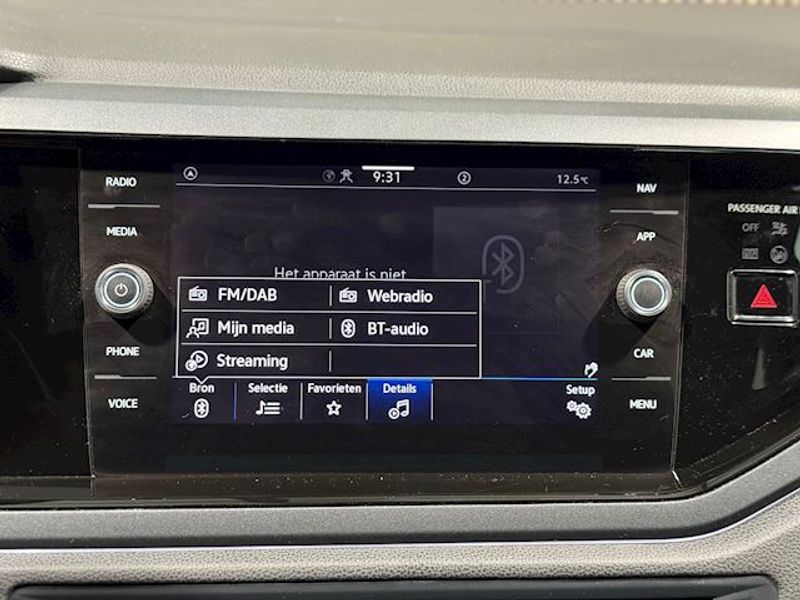 RADIO
MEDIA
PHONE
VOICE
9:31
2
12.5°C
Het apparaat is niet
FM/DAB
Webradio
Mijn media
BT-audio
Streaming
Bron
Selectie
Favorieten
Details
Setup
NAV
APP
CAR
MENU
PASSENGER AIR
OFF